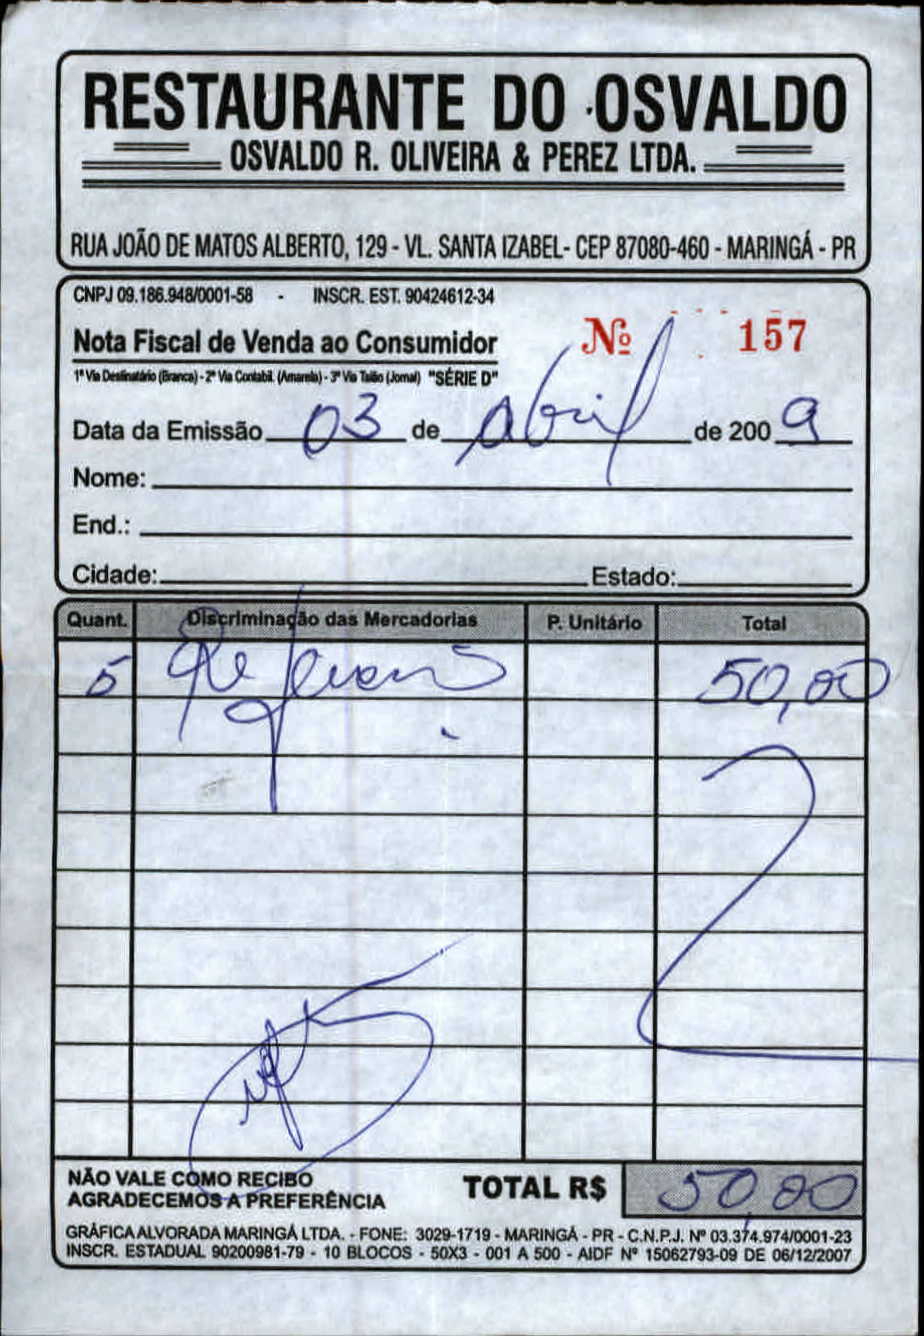 RESTAURANTE DO OSVALDO
OSVALDO R. OLIVEIRA & PEREZ LTDA.
RUA JOÃO DE MATOS ALBERTO, 129 - VL. SANTA IZABEL- CEP 87080-460 - MARINGÁ - PR
CNPJ 09.186.948/0001-58 - INSCR. EST. 90424612-34
Nota Fiscal de Venda ao Consumidor Nº 157
1ª Via Destinatário (Branca) - 2ª Via Contabil. (Amarela) - 3ª Via Talão (Jornal) "SÉRIE D"
Data da Emissão 03 de abril de 2009
Nome:
End.:
Cidade: Estado:
Quant. Discriminação das Mercadorias P. Unitário Total
5 50,00
NÃO VALE COMO RECIBO
AGRADECEMOS A PREFERÊNCIA
TOTAL R$ 50,00
GRÁFICA ALVORADA MARINGÁ LTDA. - FONE: 3029-1719 - MARINGÁ - PR - C.N.P.J. Nº 03.374.974/0001-23
INSCR. ESTADUAL 90200981-79 - 10 BLOCOS - 50X3 - 001 A 500 - AIDF Nº 15062793-09 DE 06/12/2007